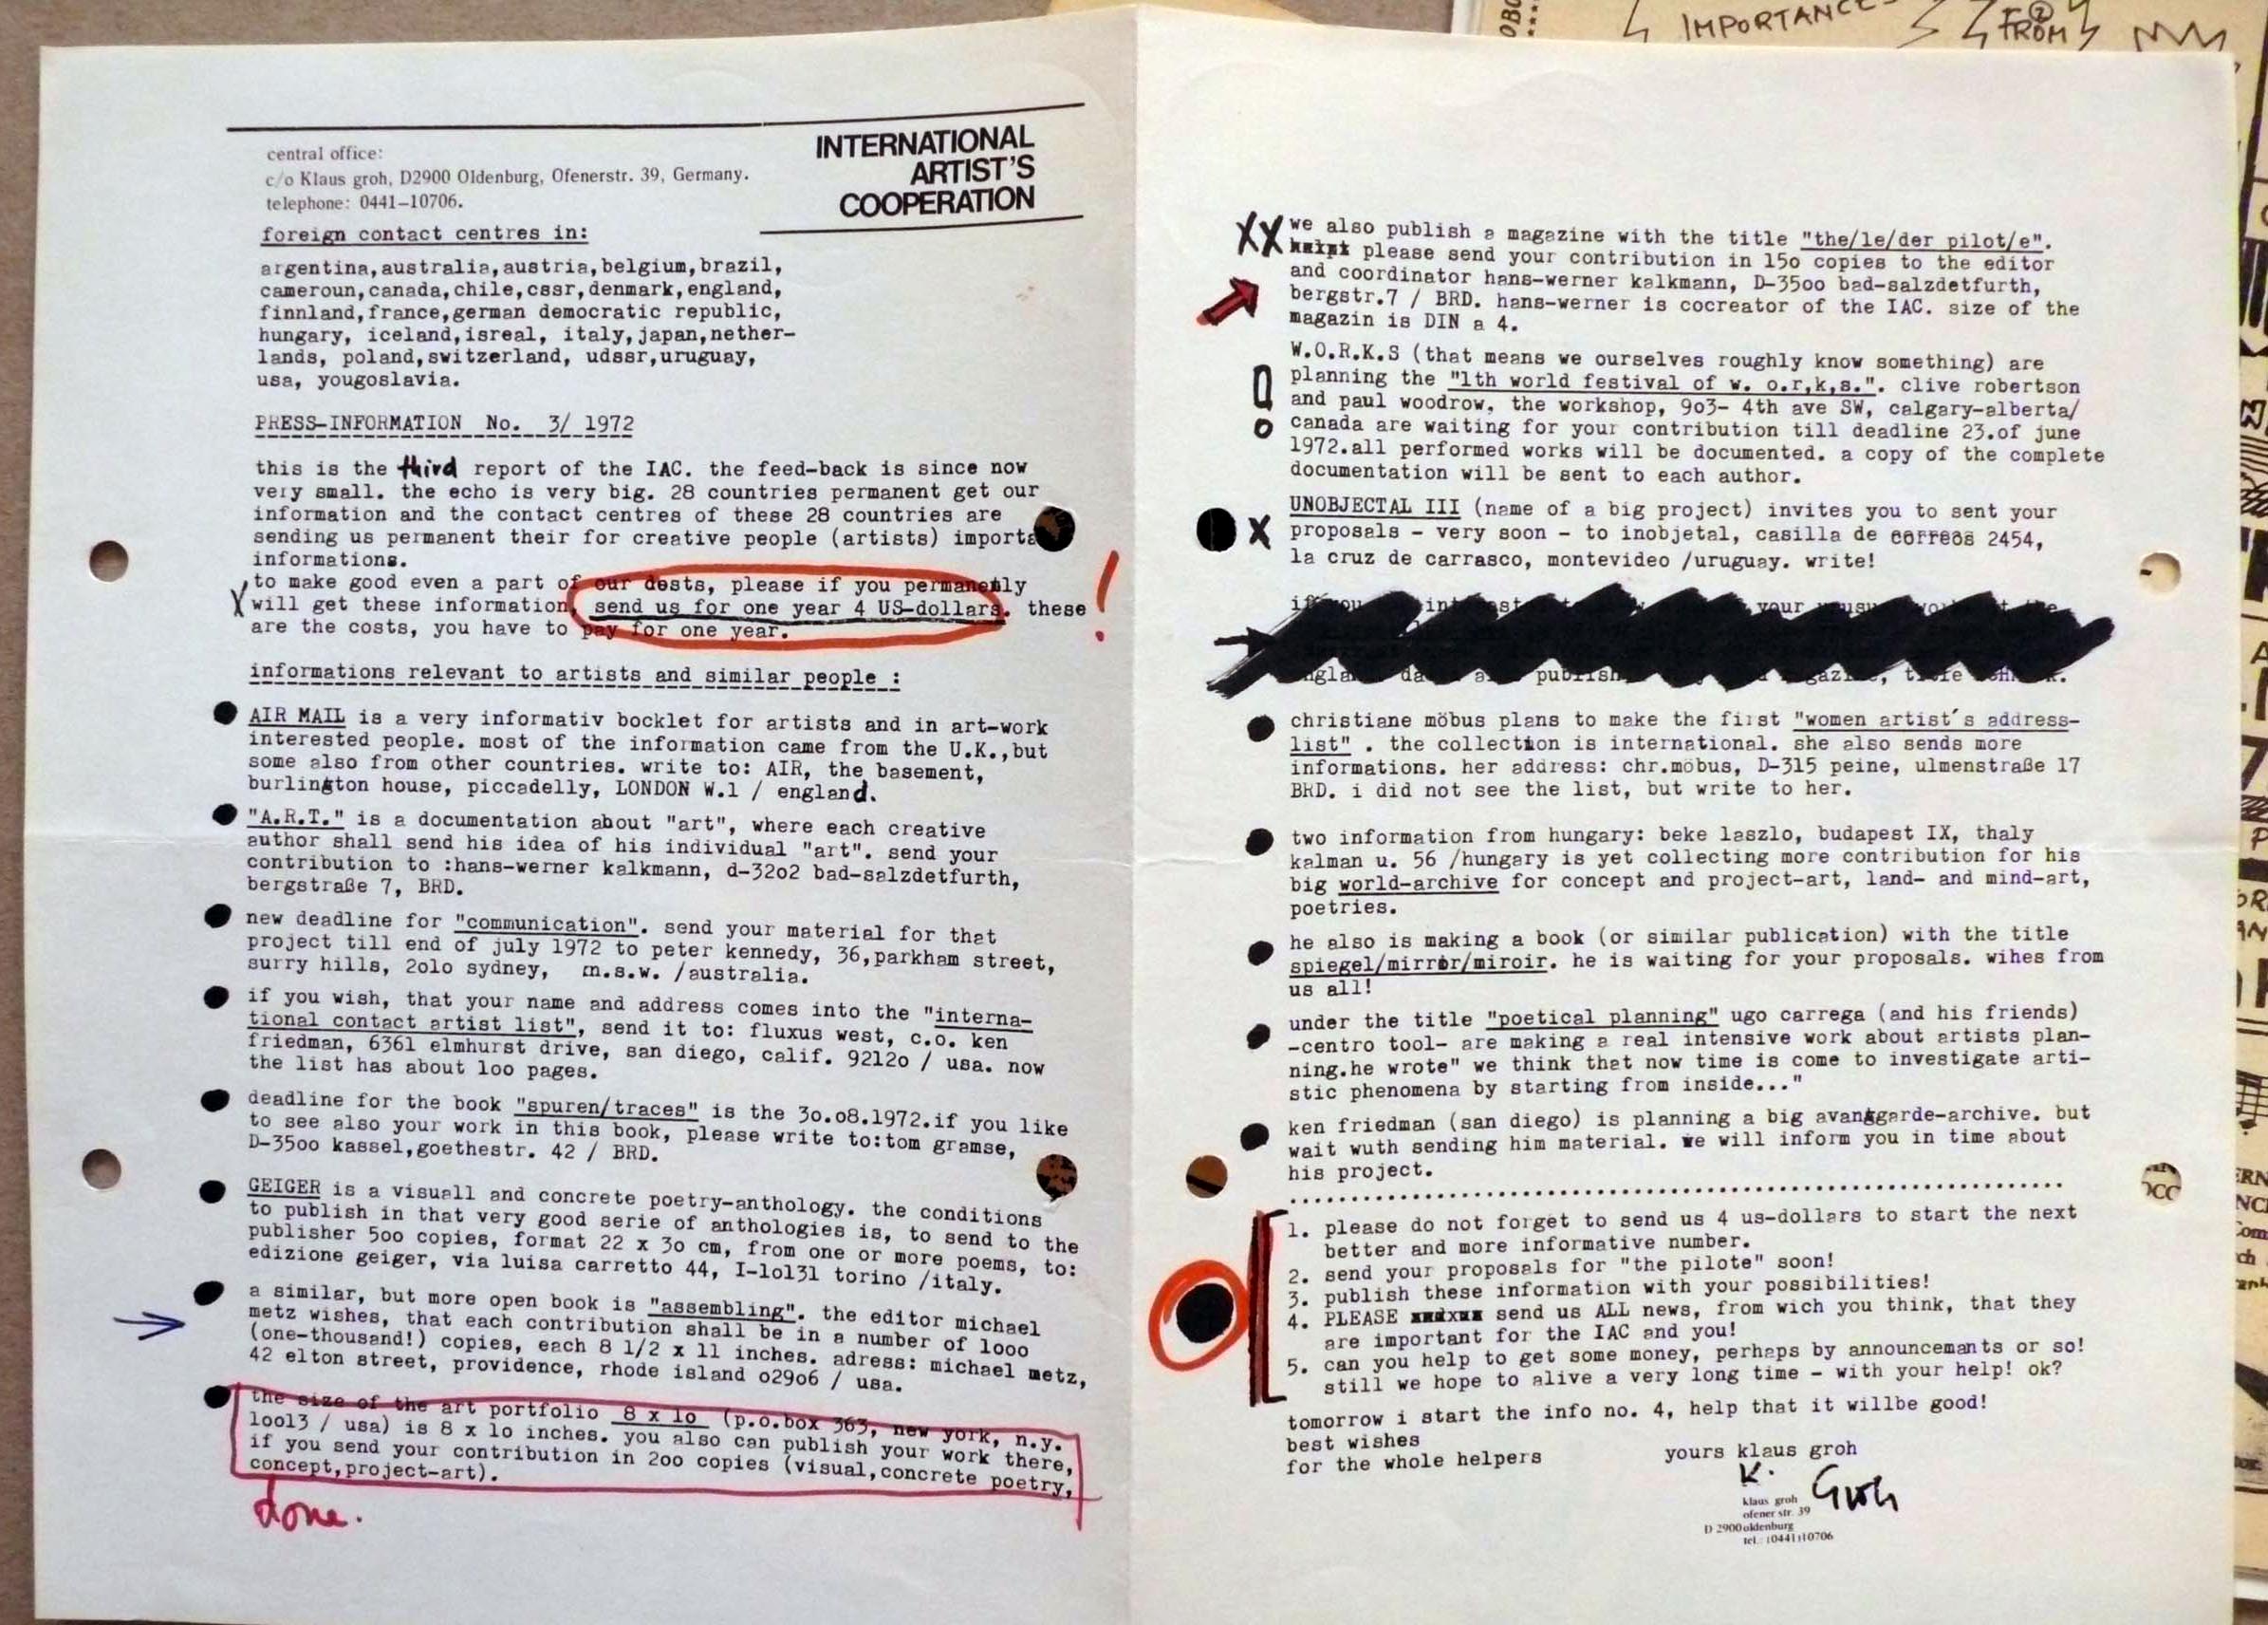 central office:
c/o Klaus groh, D2900 Oldenburg, Ofenerstr. 39, Germany.
telephone: 0441–10706.
INTERNATIONAL
ARTIST'S
COOPERATION
foreign contact centres in:
argentina,australia,austria,belgium,brazil,
cameroun,canada,chile,cssr,denmark,england,
finnland,france,german democratic republic,
hungary, iceland,isreal, italy,japan,nether-
lands, poland,switzerland, udssr,uruguay,
usa, yougoslavia.
PRESS-INFORMATION No. 3/ 1972
this is the third report of the IAC. the feed-back is since now
very small. the echo is very big. 28 countries permanent get our
information and the contact centres of these 28 countries are
sending us permanent their for creative people (artists) importa
informations.
to make good even a part of our dests, please if you permanently
X will get these information, send us for one year 4 US-dollars. these !
are the costs, you have to pay for one year.
informations relevant to artists and similar people :
AIR MAIL is a very informativ bocklet for artists and in art-work
interested people. most of the information came from the U.K.,but
some also from other countries. write to: AIR, the basement,
burlington house, piccadelly, LONDON W.1 / england.
"A.R.T." is a documentation about "art", where each creative
author shall send his idea of his individual "art". send your
contribution to :hans-werner kalkmann, d-32o2 bad-salzdetfurth,
bergstraße 7, BRD.
new deadline for "communication". send your material for that
project till end of july 1972 to peter kennedy, 36,parkham street,
surry hills, 2olo sydney, n.s.w. /australia.
if you wish, that your name and address comes into the "interna-
tional contact artist list", send it to: fluxus west, c.o. ken
friedman, 6361 elmhurst drive, san diego, calif. 9212o / usa. now
the list has about loo pages.
deadline for the book "spuren/traces" is the 3o.o8.1972.if you like
to see also your work in this book, please write to:tom gramse,
D-35oo kassel,goethestr. 42 / BRD.
GEIGER is a visuall and concrete poetry-anthology. the conditions
to publish in that very good serie of anthologies is, to send to the
publisher 5oo copies, format 22 x 3o cm, from one or more poems, to:
edizione geiger, via luisa carretto 44, I-lol3l torino /italy.
a similar, but more open book is "assembling". the editor michael
metz wishes, that each contribution shall be in a number of looo
(one-thousand!) copies, each 8 1/2 x 11 inches. adress: michael metz,
42 elton street, providence, rhode island o29o6 / usa.
the size of the art portfolio 8 x lo (p.o.box 363, new york, n.y.
lool3 / usa) is 8 x lo inches. you also can publish your work there,
if you send your contribution in 2oo copies (visual,concrete poetry,
concept,project-art).
done.
XX we also publish a magazine with the title "the/le/der pilot/e".
please send your contribution in 15o copies to the editor
and coordinator hans-werner kalkmann, D-35oo bad-salzdetfurth,
bergstr.7 / BRD. hans-werner is cocreator of the IAC. size of the
magazin is DIN a 4.
W.O.R.K.S (that means we ourselves roughly know something) are
planning the "1th world festival of w. o.r,k,s.". clive robertson
and paul woodrow, the workshop, 9o3- 4th ave SW, calgary-alberta/
canada are waiting for your contribution till deadline 23.of june
1972.all performed works will be documented. a copy of the complete
documentation will be sent to each author.
UNOBJECTAL III (name of a big project) invites you to sent your
X proposals - very soon - to inobjetal, casilla de correos 2454,
la cruz de carrasco, montevideo /uruguay. write!
christiane möbus plans to make the first "women artist's address-
list" . the collection is international. she also sends more
informations. her address: chr.möbus, D-315 peine, ulmenstraße 17
BRD. i did not see the list, but write to her.
two information from hungary: beke laszlo, budapest IX, thaly
kalman u. 56 /hungary is yet collecting more contribution for his
big world-archive for concept and project-art, land- and mind-art,
poetries.
he also is making a book (or similar publication) with the title
spiegel/mirror/miroir. he is waiting for your proposals. wihes from
us all!
under the title "poetical planning" ugo carrega (and his friends)
-centro tool- are making a real intensive work about artists plan-
ning.he wrote" we think that now time is come to investigate arti-
stic phenomena by starting from inside..."
ken friedman (san diego) is planning a big avantgarde-archive. but
wait wuth sending him material. we will inform you in time about
his project.
1. please do not forget to send us 4 us-dollars to start the next
better and more informative number.
2. send your proposals for "the pilote" soon!
3. publish these information with your possibilities!
4. PLEASE send us ALL news, from wich you think, that they
are important for the IAC and you!
5. can you help to get some money, perhaps by announcemants or so!
still we hope to alive a very long time - with your help! ok?
tomorrow i start the info no. 4, help that it willbe good!
best wishes
for the whole helpers yours klaus groh
K. Groh
klaus groh
ofener str. 39
D 2900 oldenburg
tel.: (0441) 10706
IMPORTANCE
FROM